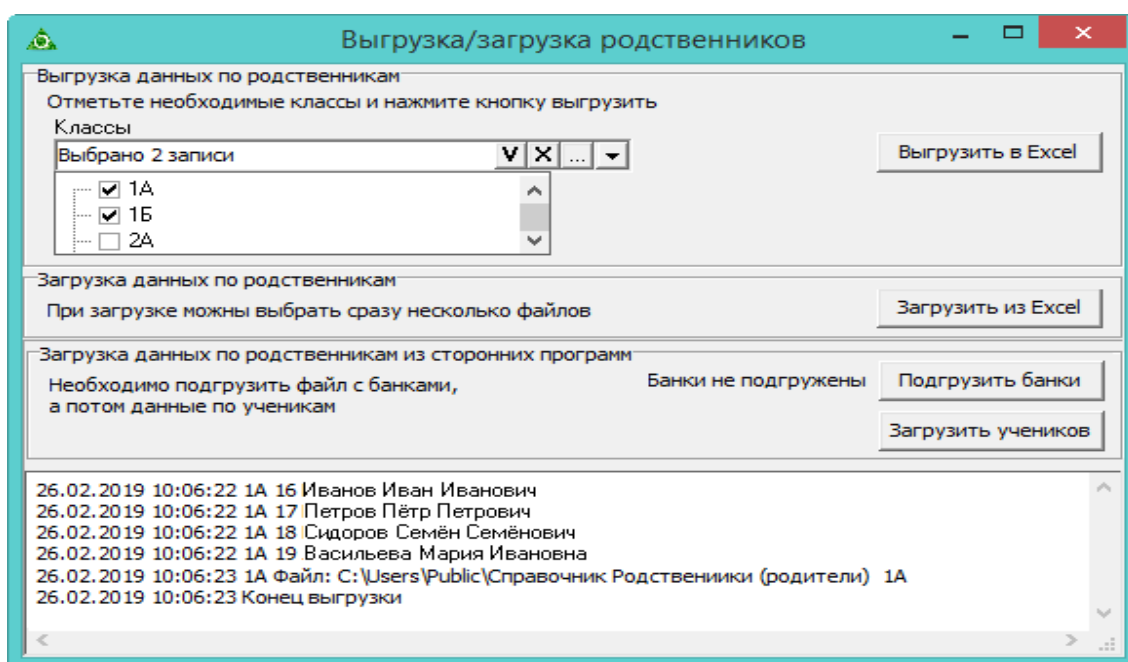 Выгрузка/загрузка родственников
Выгрузка данных по родственникам
Отметьте необходимые классы и нажмите кнопку выгрузить
Классы
Выбрано 2 записи V X ...
Выгрузить в Excel
1А
1Б
2А
Загрузка данных по родственникам
При загрузке можны выбрать сразу несколько файлов
Загрузить из Excel
Загрузка данных по родственникам из сторонних программ
Необходимо подгрузить файл с банками,
а потом данные по ученикам
Банки не подгружены
Подгрузить банки
Загрузить учеников
26.02.2019 10:06:22 1А 16 Иванов Иван Иванович
26.02.2019 10:06:22 1А 17 Петров Пётр Петрович
26.02.2019 10:06:22 1А 18 Сидоров Семён Семёнович
26.02.2019 10:06:22 1А 19 Васильева Мария Ивановна
26.02.2019 10:06:23 1А Файл: C:\Users\Public\Справочник Родствениики (родители) 1А
26.02.2019 10:06:23 Конец выгрузки